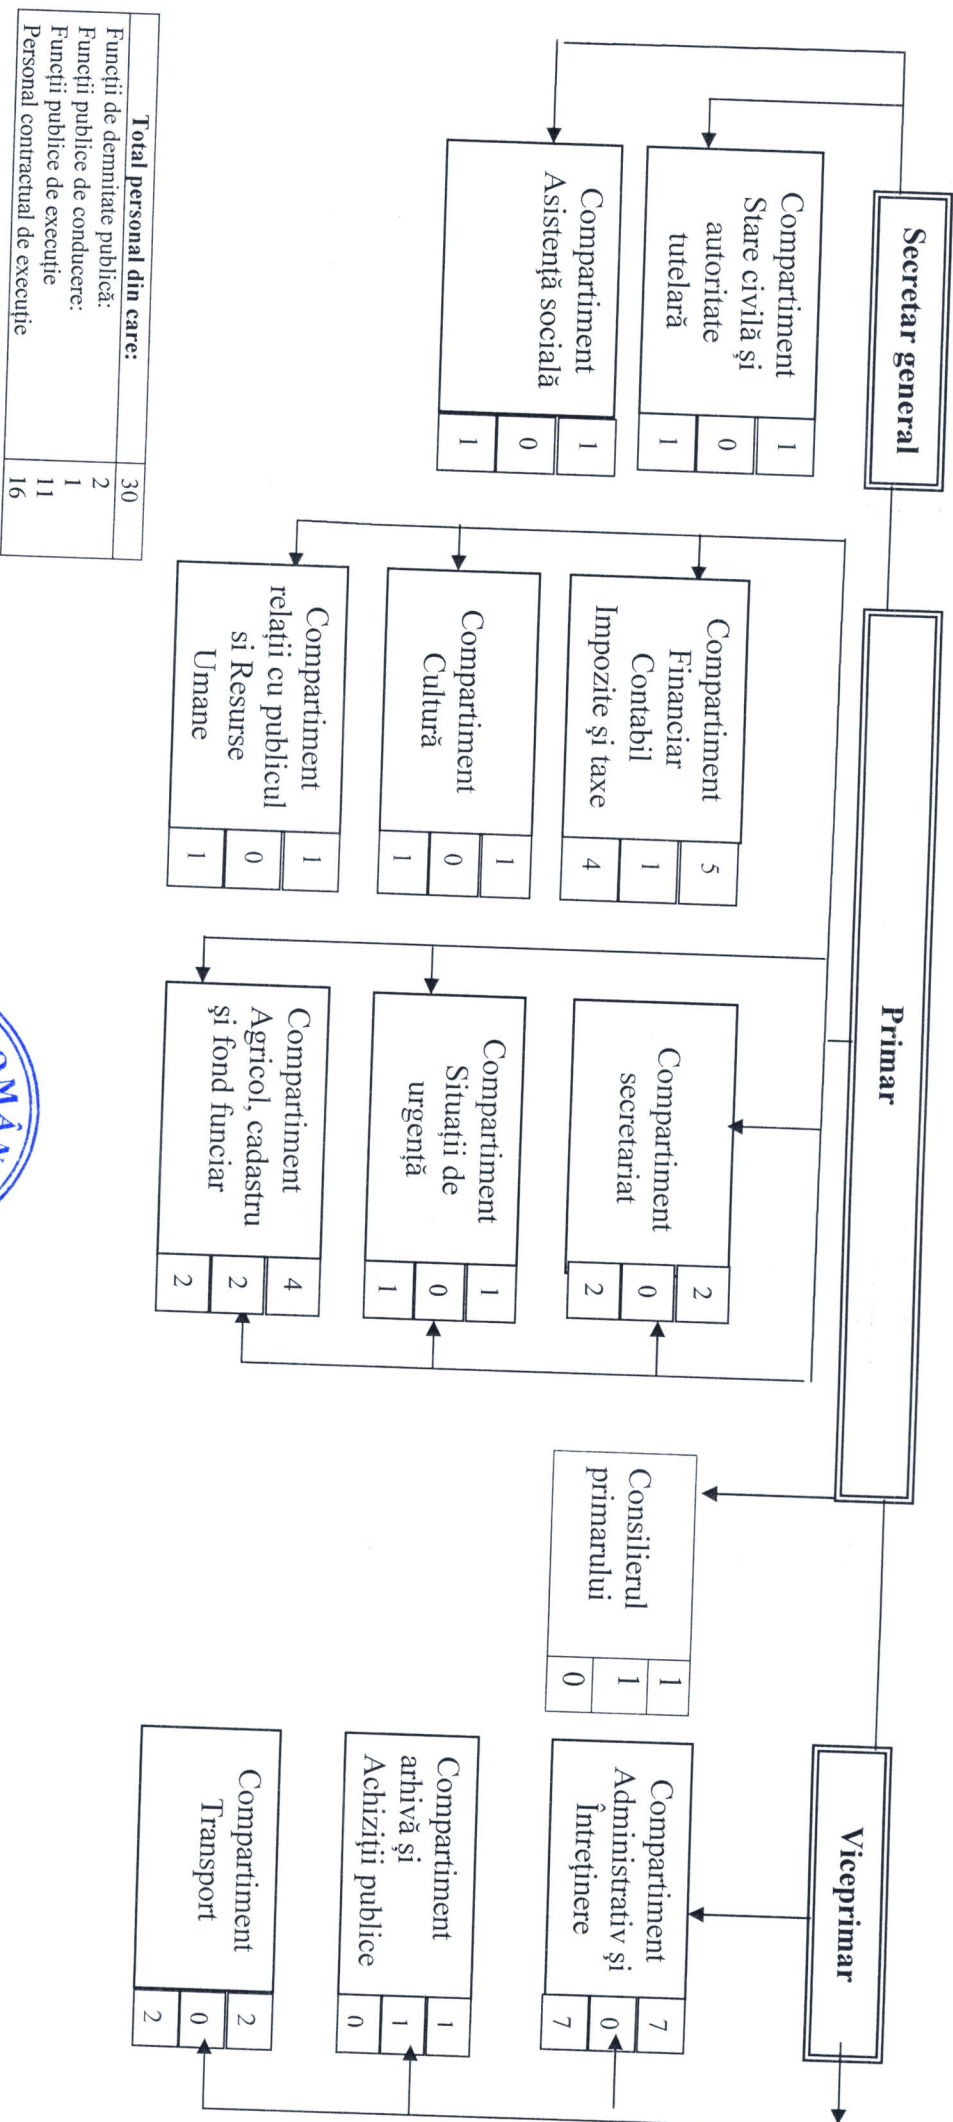 Secretar general
Primar
Viceprimar
Compartiment
Stare civilă și
autoritate
tutelară
1
0
1
Compartiment
Asistență socială
1
0
1
Compartiment
Financiar
Contabil
Impozite și taxe
5
1
4
Compartiment
Cultură
1
0
1
Compartiment
relații cu publicul
si Resurse
Umane
1
0
1
Compartiment
secretariat
2
0
2
Compartiment
Situații de
urgență
1
0
1
Compartiment
Agricol, cadastru
și fond funciar
4
2
2
Consilierul
primarului
1
1
0
Compartiment
Administrativ și
Întreținere
7
0
7
Compartiment
arhivă și
Achiziții publice
1
1
0
Compartiment
Transport
2
0
2
Total personal din care: 30
Funcții de demnitate publică: 2
Funcții publice de conducere: 1
Funcții publice de execuție 11
Personal contractual de execuție 16